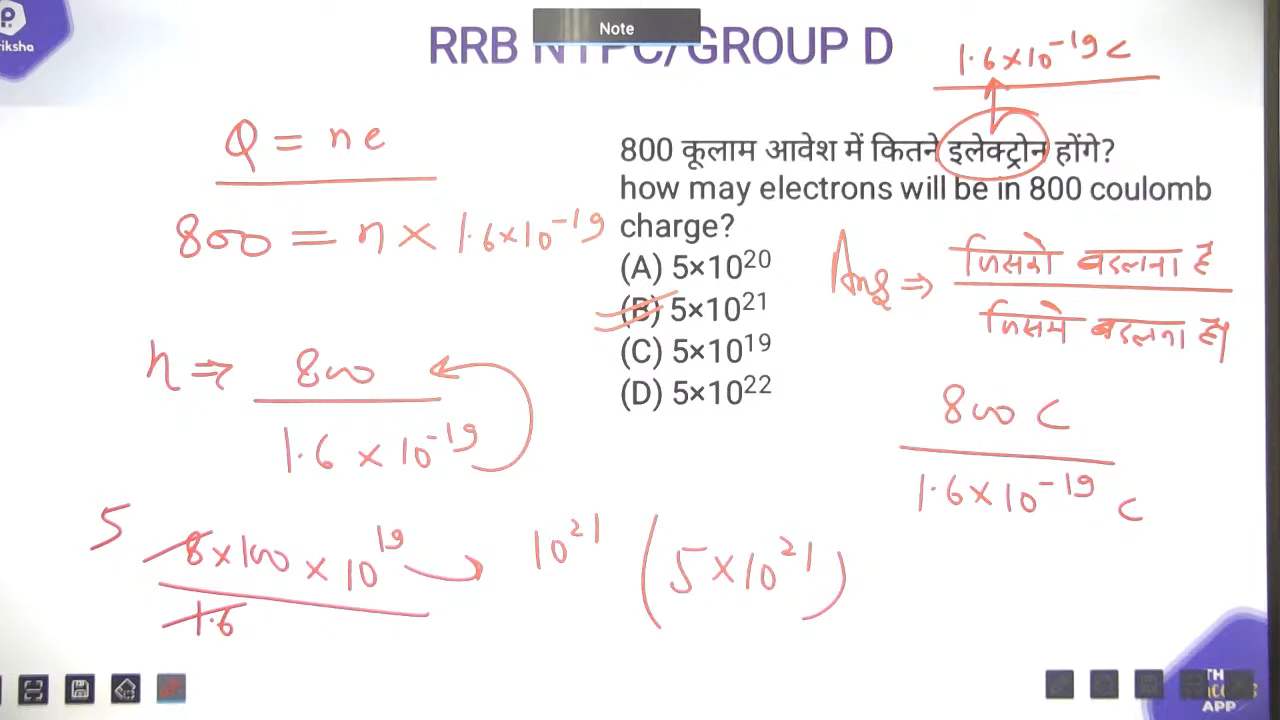 riksha
Note
RRB NTPC/GROUP D
1.6×10⁻¹⁹ C
Q = ne
800 कूलाम आवेश में कितने इलेक्ट्रोन होंगे?
how may electrons will be in 800 coulomb
charge?
800 = n × 1.6×10⁻¹⁹
(A) 5×10²⁰
(B) 5×10²¹
(C) 5×10¹⁹
(D) 5×10²²
Ans ⇒ जिसको बदलना है
जिसमे बदलना है।
n ⇒ 800
1.6 × 10⁻¹⁹
800 C
1.6×10⁻¹⁹ C
5
8×100 × 10¹⁹
1.6
10²¹ (5×10²¹)
APP